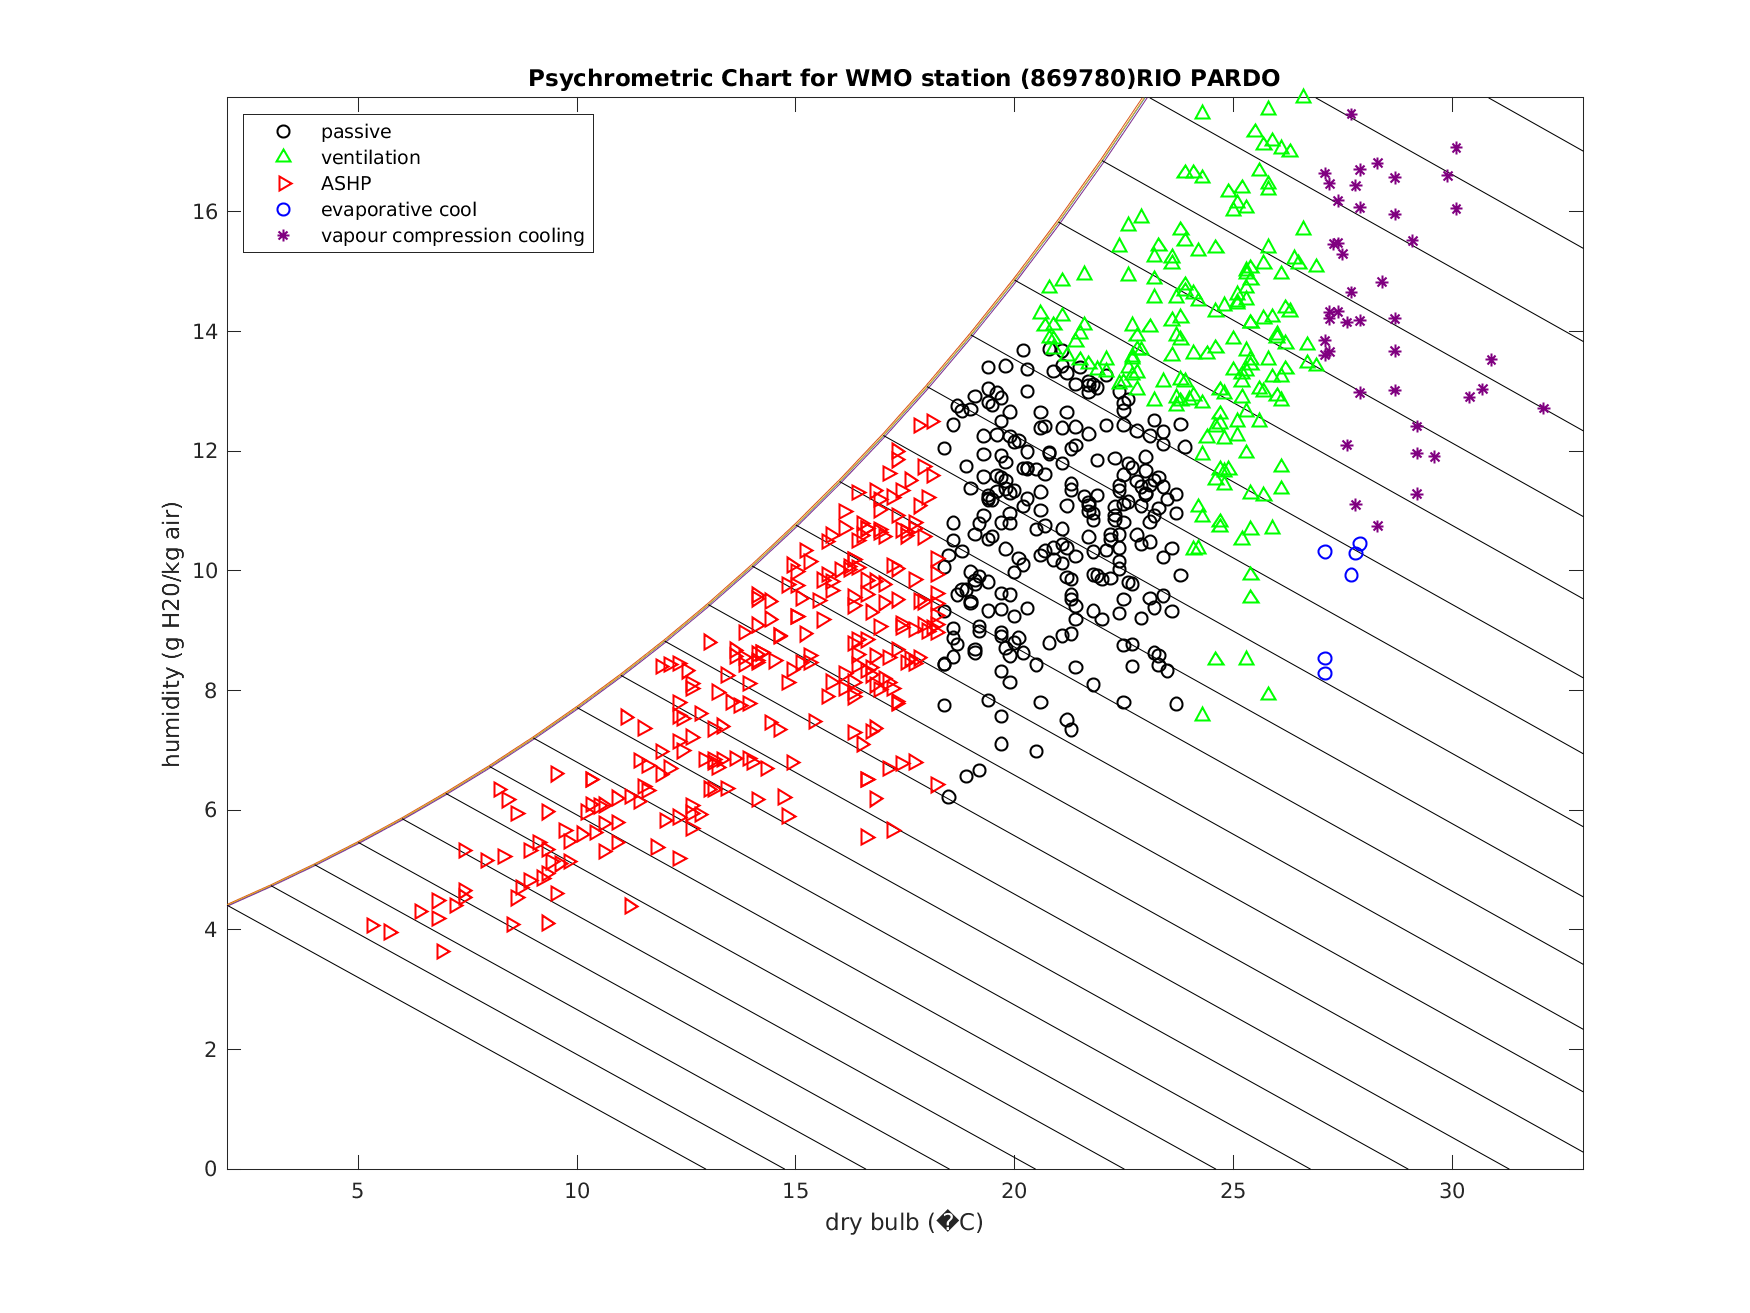 Psychrometric Chart for WMO station (869780)RIO PARDO
passive
ventilation
ASHP
evaporative cool
vapour compression cooling
humidity (g H20/kg air)
16
14
12
10
8
6
4
2
0
5 10 15 20 25 30
dry bulb (�C)